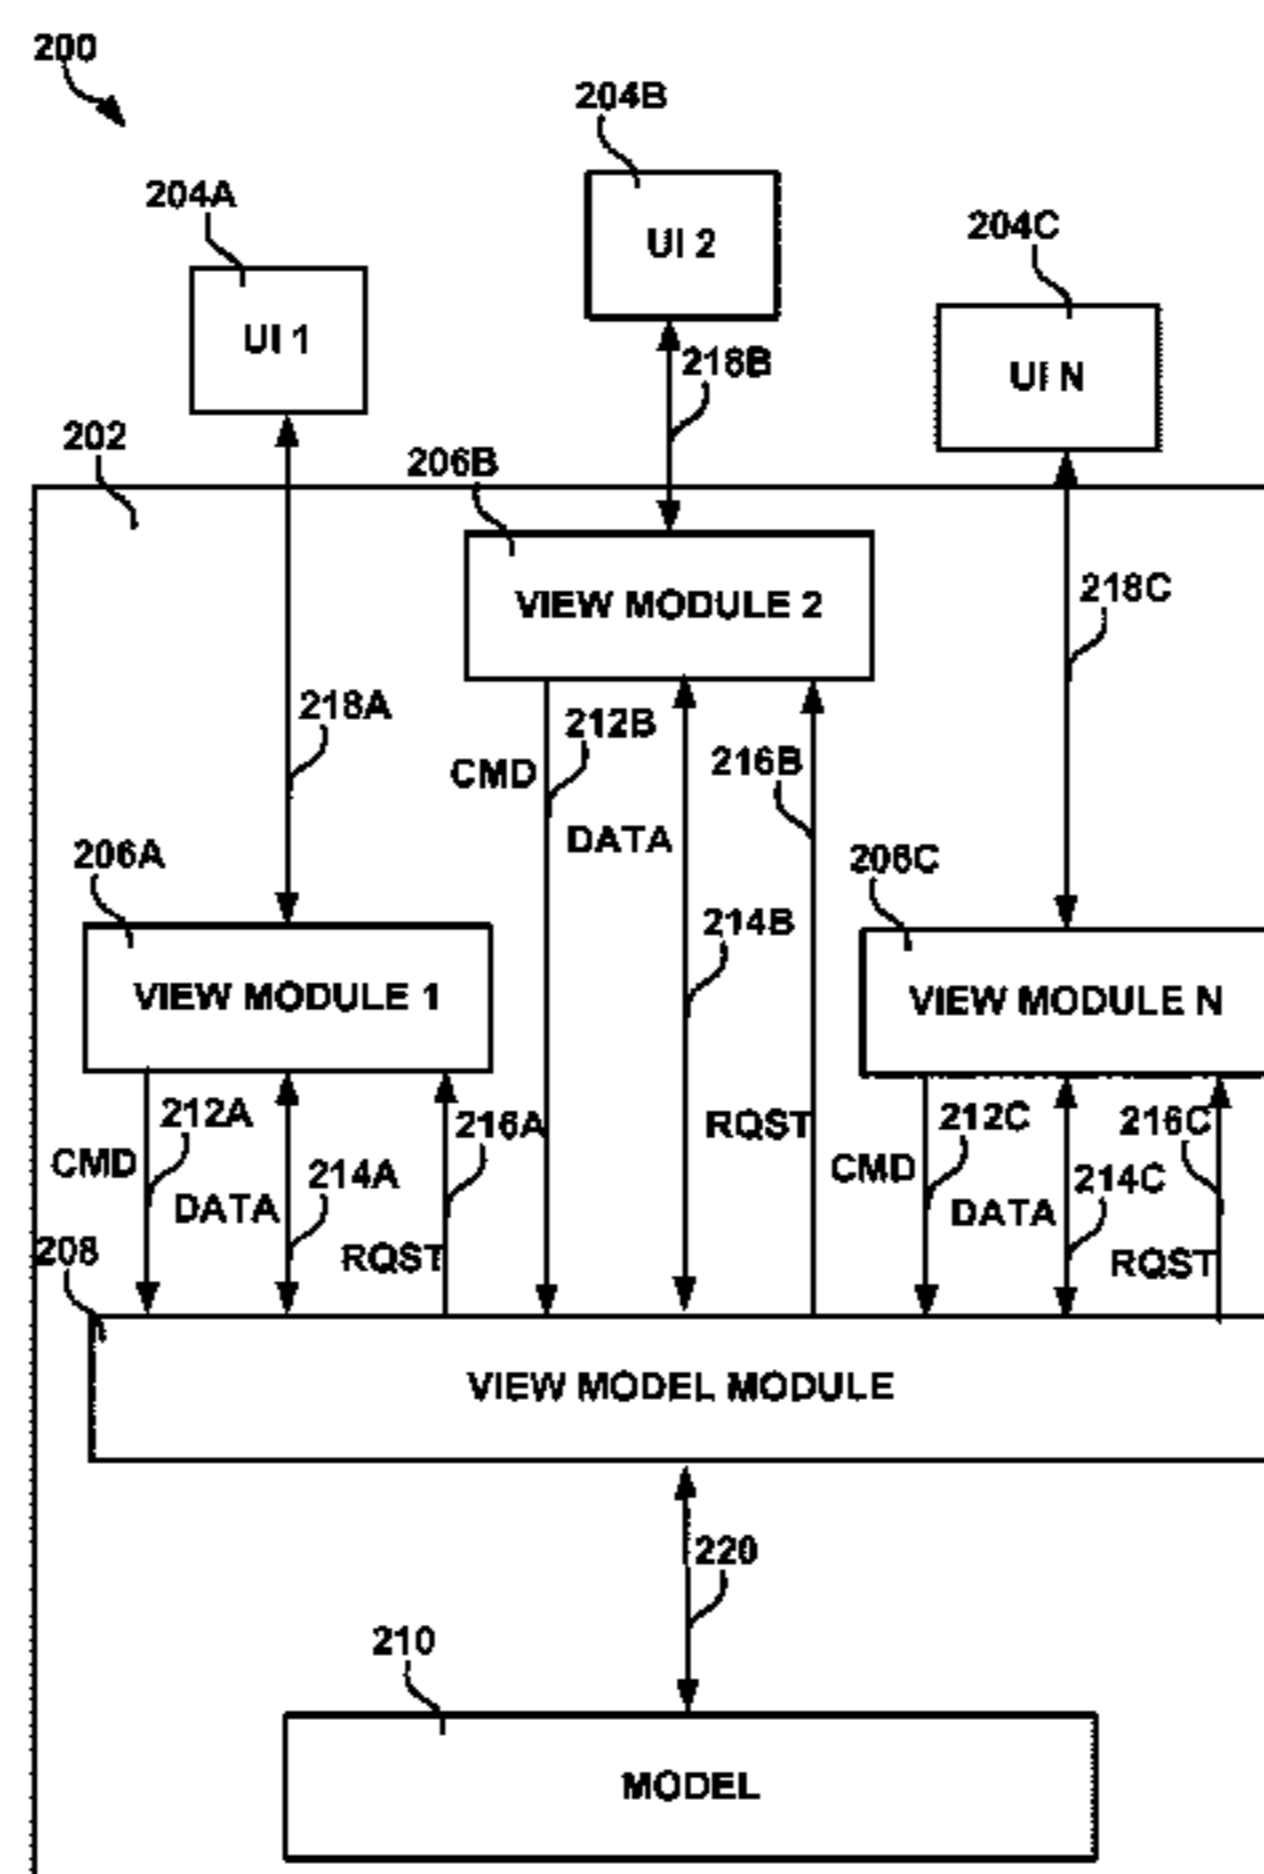 200
204B
204A
204C
UI 2
UI 1
UI N
218B
202
206B
218C
VIEW MODULE 2
218A
212B
CMD
216B
DATA
206A
206C
214B
VIEW MODULE 1
VIEW MODULE N
212A
216A
RQST
212C
216C
CMD
214A
CMD
214C
DATA
DATA
208
RQST
RQST
VIEW MODEL MODULE
220
210
MODEL